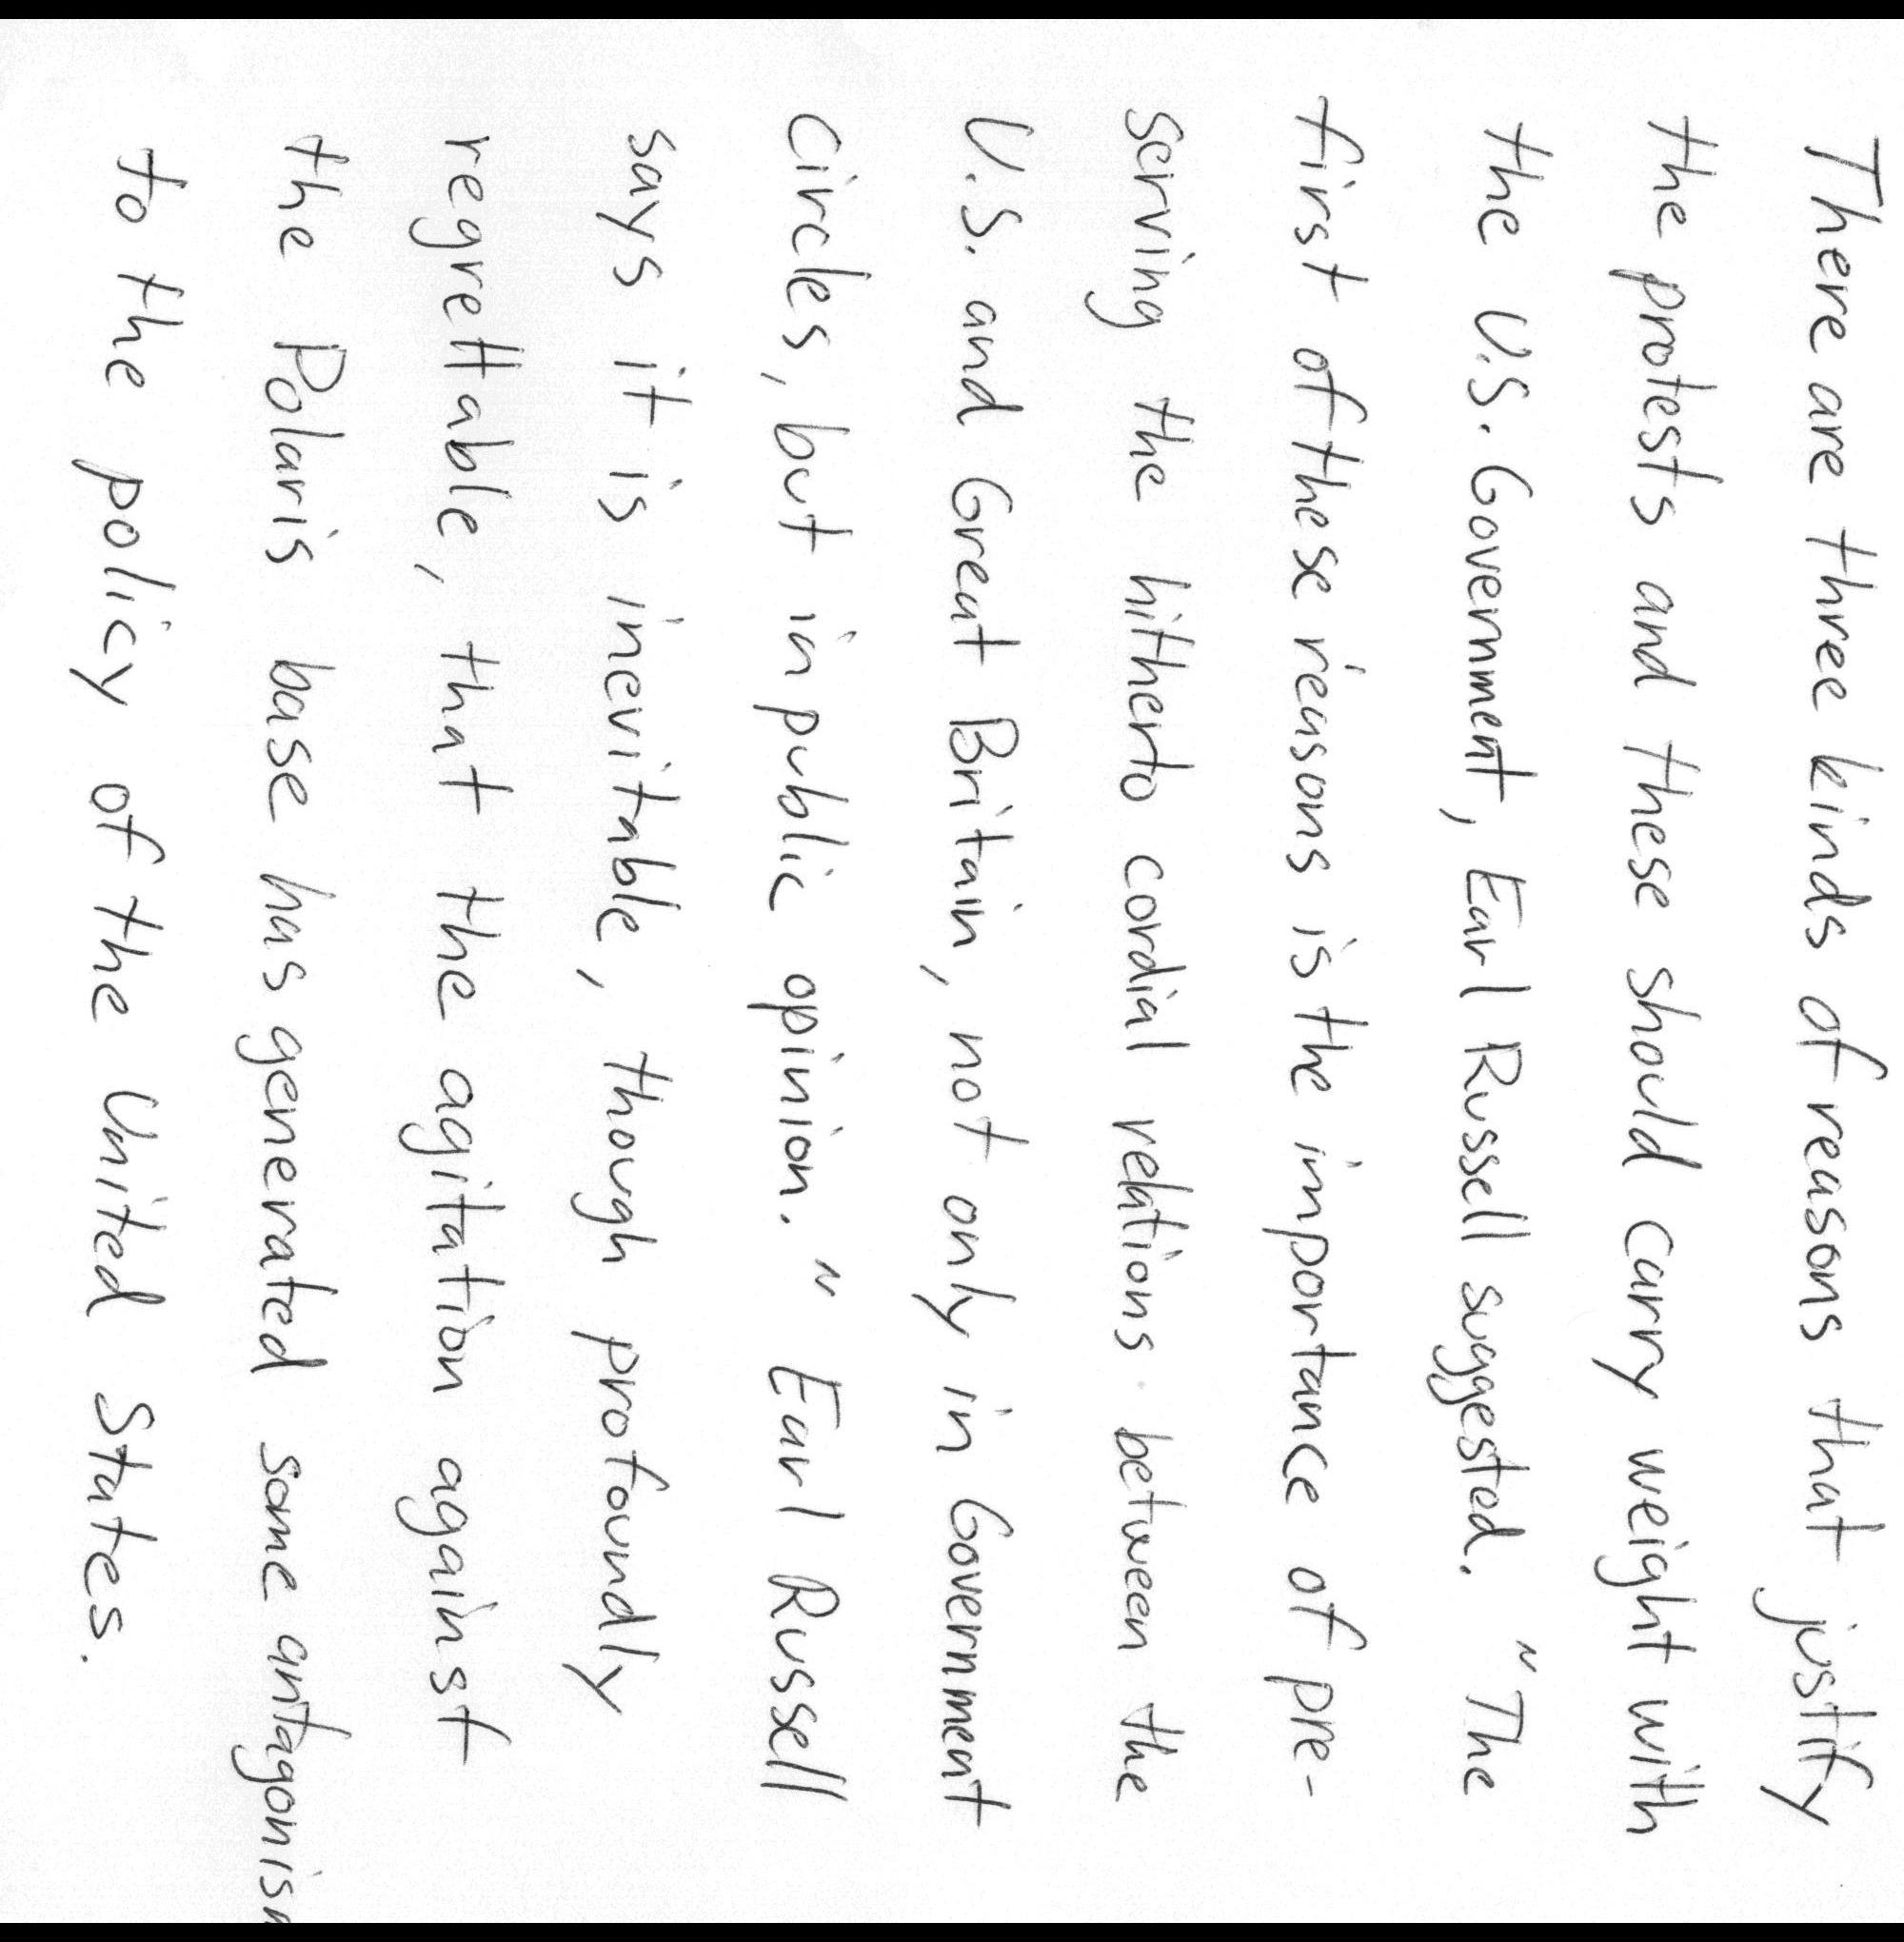 There are three kinds of reasons that justify
the protests and these should carry weight with
the U.S. Government, Earl Russell suggested. "The
first of these reasons is the importance of pre-
serving the hitherto cordial relations between the
U.S. and Great Britain, not only in Government
circles, but in public opinion." Earl Russell
says it is inevitable, though profoundly
regrettable, that the agitation against
the Polaris base has generated some antagonism
to the policy of the United States.